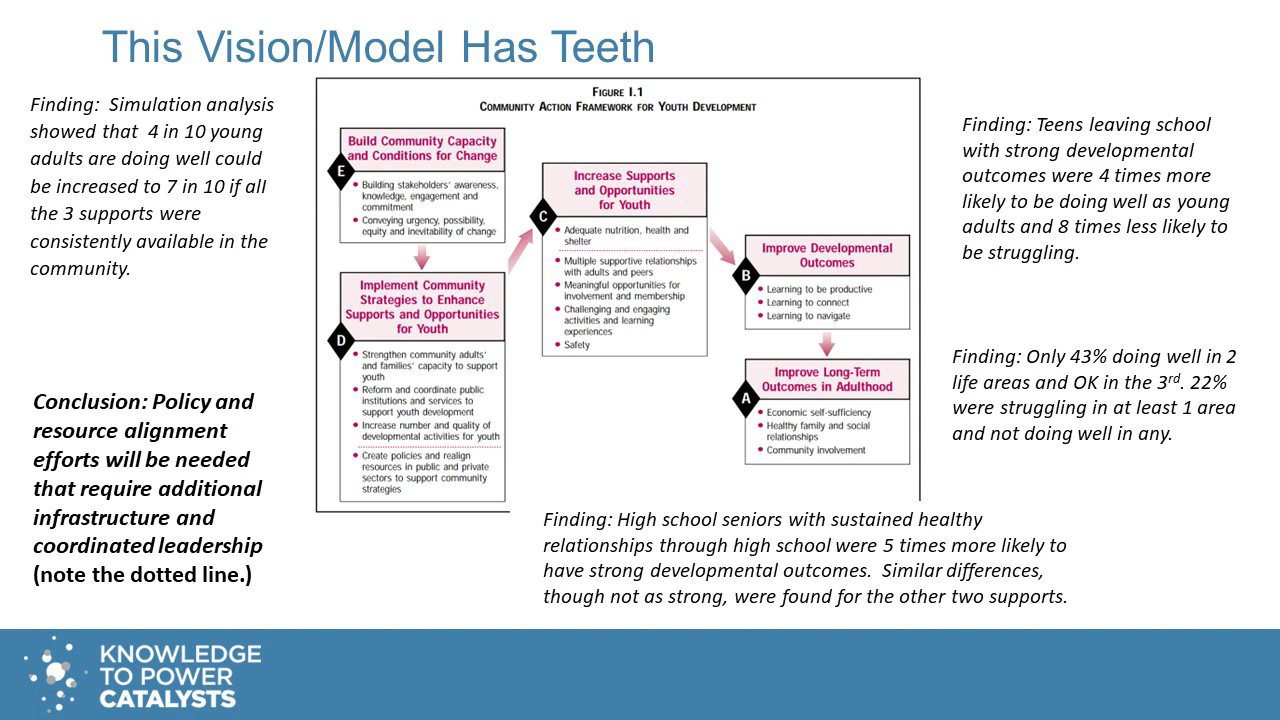 This Vision/Model Has Teeth
Finding:  Simulation analysis
showed that  4 in 10 young
adults are doing well could
be increased to 7 in 10 if all
the 3 supports were
consistently available in the
community.
Conclusion: Policy and
resource alignment
efforts will be needed
that require additional
infrastructure and
coordinated leadership
(note the dotted line.)
FIGURE I.1
COMMUNITY ACTION FRAMEWORK FOR YOUTH DEVELOPMENT
Build Community Capacity
and Conditions for Change
E
• Building stakeholders' awareness,
knowledge, engagement and
commitment
• Conveying urgency, possibility,
equity and inevitability of change
Implement Community
Strategies to Enhance
Supports and Opportunities
for Youth
D
• Strengthen community adults'
and families' capacity to support
youth
• Reform and coordinate public
institutions and services to
support youth development
• Increase number and quality of
developmental activities for youth
• Create policies and realign
resources in public and private
sectors to support community
strategies
Increase Supports
and Opportunities
for Youth
C
• Adequate nutrition, health and
shelter
• Multiple supportive relationships
with adults and peers
• Meaningful opportunities for
involvement and membership
• Challenging and engaging
activities and learning
experiences
• Safety
Improve Developmental
Outcomes
B
• Learning to be productive
• Learning to connect
• Learning to navigate
Improve Long-Term
Outcomes in Adulthood
A
• Economic self-sufficiency
• Healthy family and social
relationships
• Community involvement
Finding: Teens leaving school
with strong developmental
outcomes were 4 times more
likely to be doing well as young
adults and 8 times less likely to
be struggling.
Finding: Only 43% doing well in 2
life areas and OK in the 3rd. 22%
were struggling in at least 1 area
and not doing well in any.
Finding: High school seniors with sustained healthy
relationships through high school were 5 times more likely to
have strong developmental outcomes.  Similar differences,
though not as strong, were found for the other two supports.
KNOWLEDGE
TO POWER
CATALYSTS